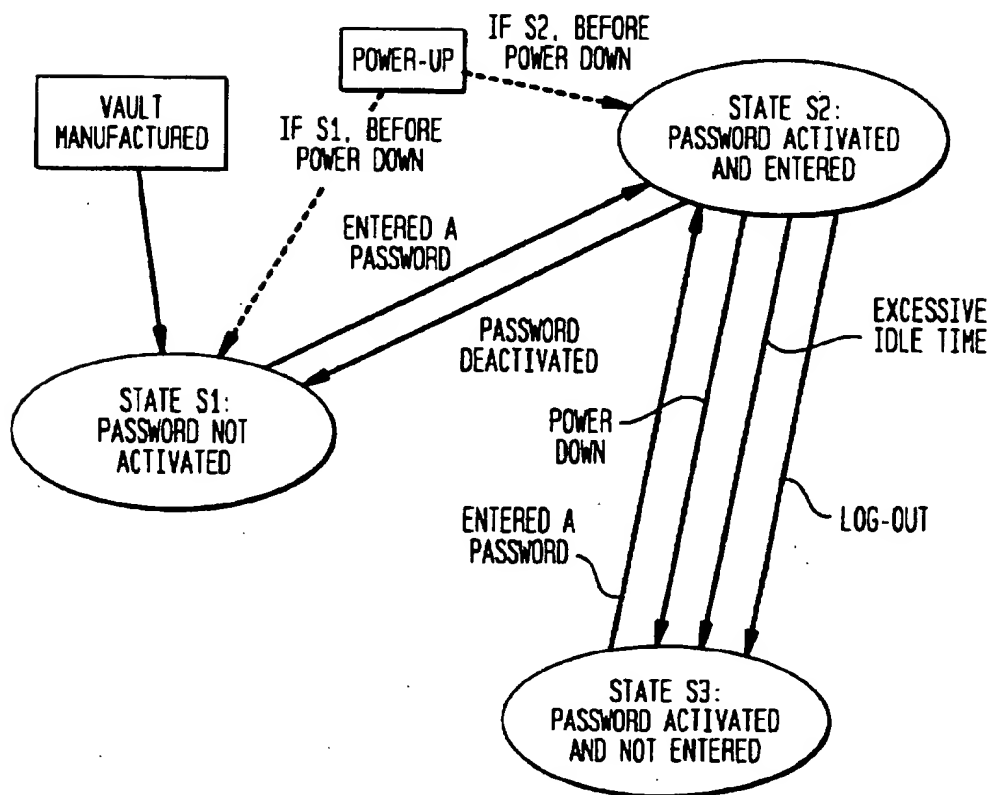 IF S2, BEFORE
POWER DOWN
POWER-UP
VAULT
MANUFACTURED
IF S1, BEFORE
POWER DOWN
STATE S2:
PASSWORD ACTIVATED
AND ENTERED
ENTERED A
PASSWORD
PASSWORD
DEACTIVATED
EXCESSIVE
IDLE TIME
STATE S1:
PASSWORD NOT
ACTIVATED
POWER
DOWN
ENTERED A
PASSWORD
LOG-OUT
STATE S3:
PASSWORD ACTIVATED
AND NOT ENTERED